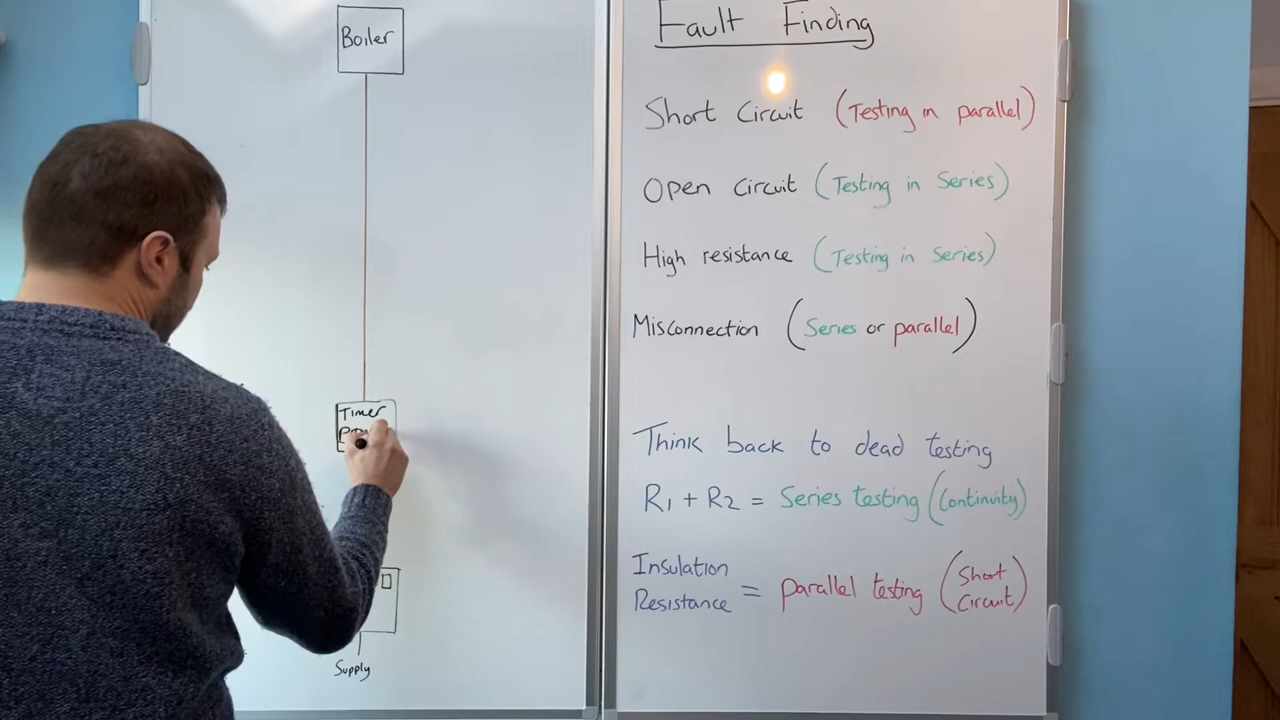 Boiler
Timer
Supply
Fault Finding
Short Circuit (Testing in parallel)
Open Circuit (Testing in Series)
High resistance (Testing in Series)
Misconnection (Series or parallel)
Think back to dead testing
R1 + R2 = Series testing (Continuity)
Insulation
Resistance = parallel testing (Short Circuit)